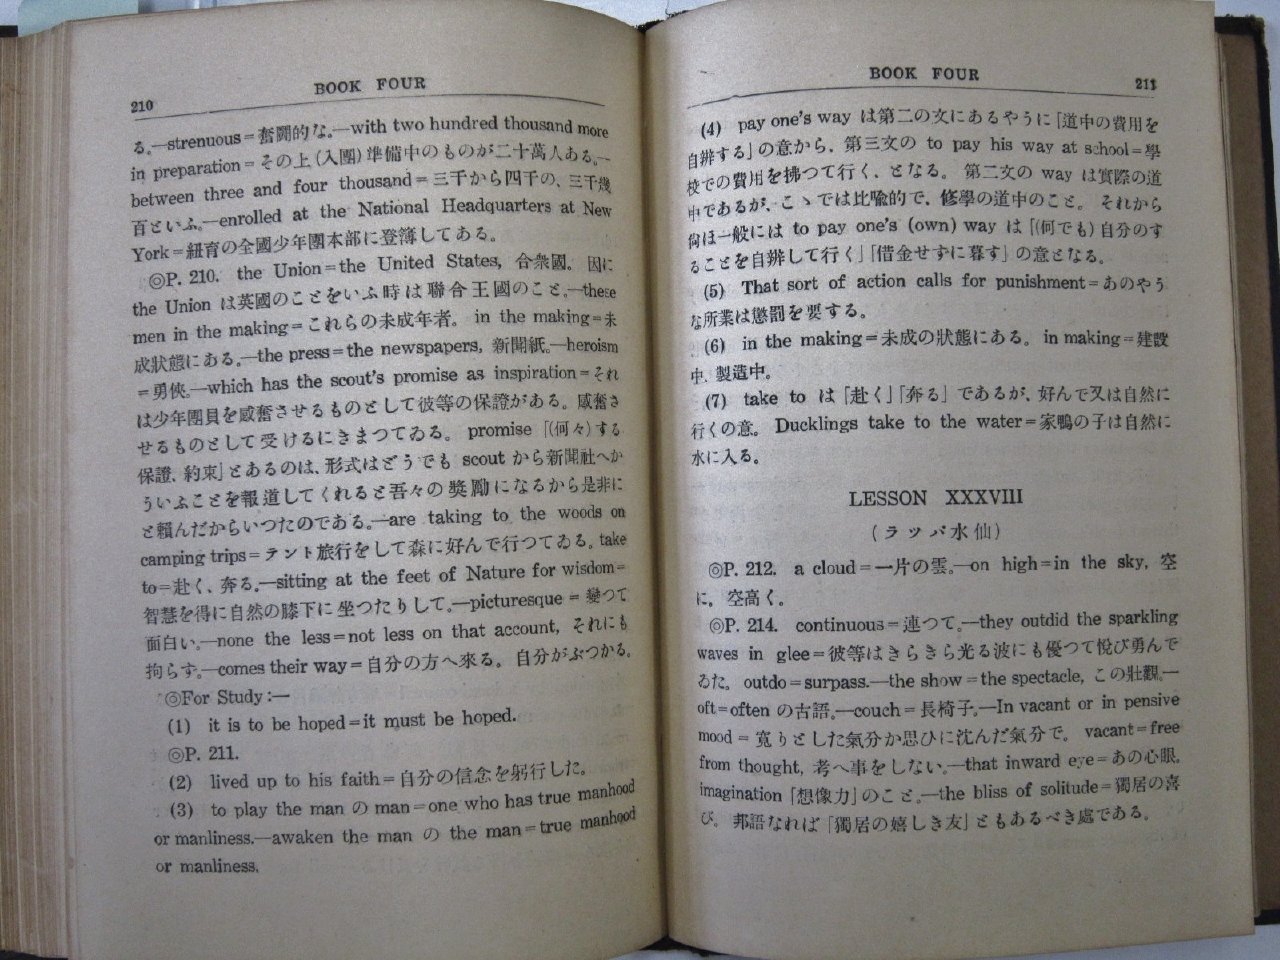 210
BOOK FOUR
る。—strenuous=奮鬪的な。—with two hundred thousand more
in preparation=その上(入團)準備中のものが二十萬人ある。—
between three and four thousand=三千から四千の、三千幾
百といふ。—enrolled at the National Headquarters at New
York=紐育の全國少年團本部に登簿してある。
◎P. 210. the Union=the United States, 合衆國。 因に
the Union は英國のことをいふ時は聯合王國のこと。—these
men in the making=これらの未成年者。 in the making=未
成狀態にある。—the press=the newspapers, 新聞紙。—heroism
=勇俠。—which has the scout's promise as inspiration=それ
は少年團員を感奮させるものとして彼等の保證がある。感奮さ
せるものとして受けるにきまつてゐる。 promise「(何々)する
保證、約束」とあるのは、形式はどうでも scout から新聞社へか
ういふことを報道してくれると吾々の奬勵になるから是非に
と賴んだからいつたのである。—are taking to the woods on
camping trips=テント旅行をして森に好んで行つてゐる。take
to=赴く、奔る。—sitting at the feet of Nature for wisdom=
智慧を得に自然の膝下に坐つたりして。—picturesque=變つて
面白い。—none the less=not less on that account, それにも
拘らず。—comes their way=自分の方へ來る。自分がぶつかる。
◎For Study:—
(1) it is to be hoped=it must be hoped.
◎P. 211.
(2) lived up to his faith=自分の信念を躬行した。
(3) to play the man の man=one who has true manhood
or manliness.—awaken the man の the man=true manhood
or manliness.
BOOK FOUR
211
(4) pay one's way は第二の文にあるやうに「道中の費用を
自辨する」の意から、第三文の to pay his way at school=學
校での費用を拂つて行く、となる。 第二文の way は實際の道
中であるが、こゝでは比喩的で、修學の道中のこと。 それから
尙ほ一般には to pay one's (own) way は「(何でも)自分のす
ることを自辨して行く」「借金せずに暮す」の意となる。
(5) That sort of action calls for punishment=あのやう
な所業は懲罰を要する。
(6) in the making=未成の狀態にある。 in making=建設
中、製造中。
(7) take to は「赴く」「奔る」であるが、好んで又は自然に
行くの意。 Ducklings take to the water=家鴨の子は自然に
水に入る。
LESSON XXXVIII
(ラッパ水仙)
◎P. 212. a cloud=一片の雲。—on high=in the sky, 空
に。空高く。
◎P. 214. continuous=連つて。—they outdid the sparkling
waves in glee=彼等はきらきら光る波にも優つて悅び勇んで
ゐた。 outdo=surpass.—the show=the spectacle, この壯觀。—
oft=often の古語。—couch=長椅子。—In vacant or in pensive
mood=寬りとした氣分か思ひに沈んだ氣分で。 vacant=free
from thought, 考へ事をしない。—that inward eye=あの心眼。
imagination「想像力」のこと。—the bliss of solitude=獨居の喜
び。 邦語なれば「獨居の嬉しき友」ともあるべき處である。